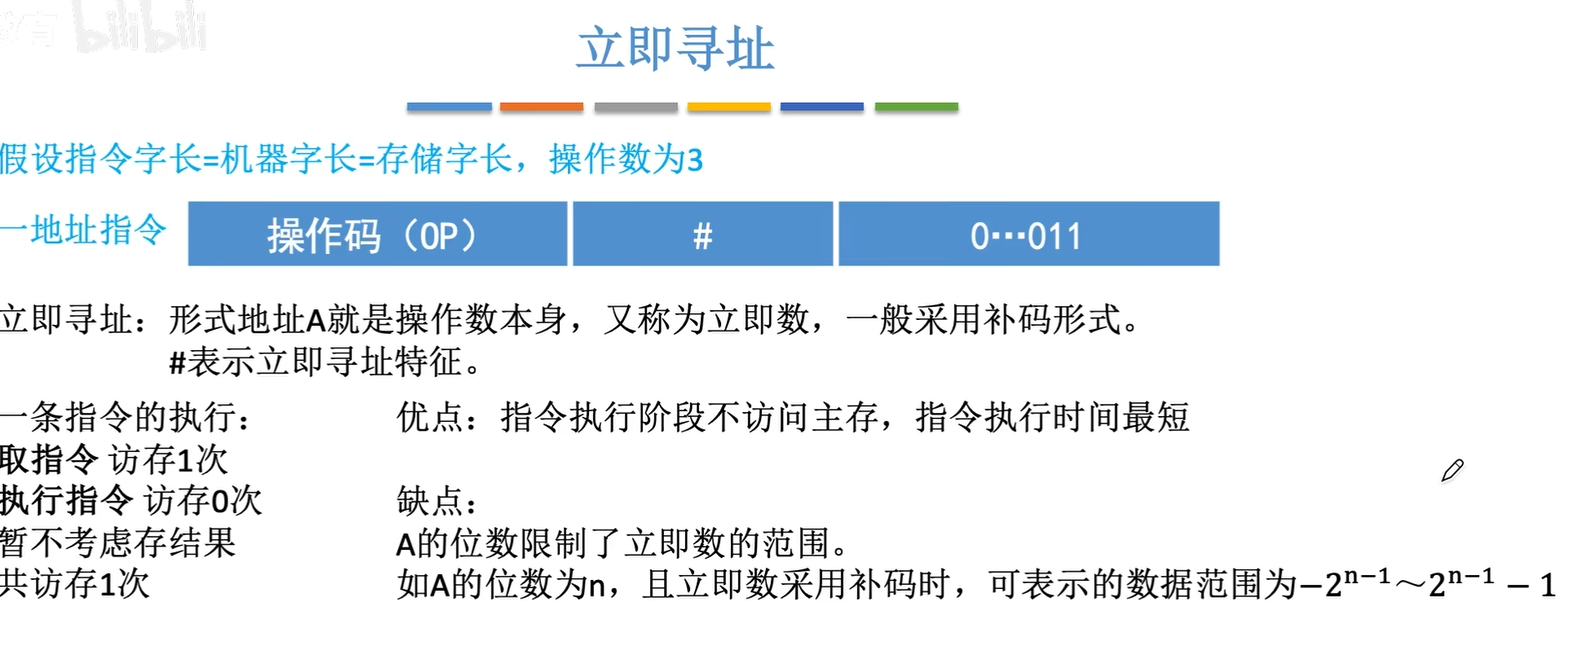 教育 bilibili
立即寻址
假设指令字长=机器字长=存储字长，操作数为3
一地址指令 操作码（OP） # 0…011
立即寻址：形式地址A就是操作数本身，又称为立即数，一般采用补码形式。
#表示立即寻址特征。
一条指令的执行：
取指令 访存1次
执行指令 访存0次
暂不考虑存结果
共访存1次
优点：指令执行阶段不访问主存，指令执行时间最短
缺点：
A的位数限制了立即数的范围。
如A的位数为n，且立即数采用补码时，可表示的数据范围为−2ⁿ⁻¹～2ⁿ⁻¹ − 1